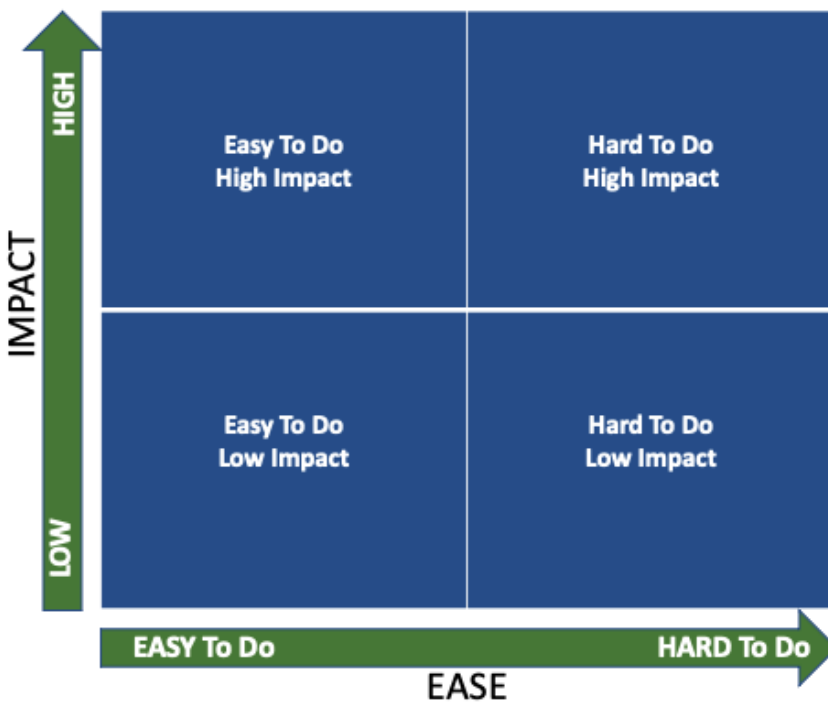 HIGH
Easy To Do
High Impact
Hard To Do
High Impact
IMPACT
Easy To Do
Low Impact
Hard To Do
Low Impact
LOW
EASY To Do
HARD To Do
EASE